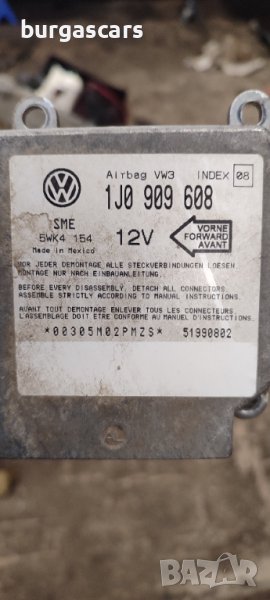 burgascars
Airbag VW3 INDEX 08
1J0 909 608
SME
5WK4 154
Made in Mexico
12V
VORNE
FORWARD
AVANT
VOR JEDER DEMONTAGE ALLE STECKVERBINDUNGEN LOESEN
MONTAGE NUR NACH EINBAUANLEITUNG.
BEFORE EVERY DISASSEMBLY, DETACH ALL CONNECTORS.
ASSEMBLE STRICTLY ACCORDING TO MANUAL INSTRUCTIONS.
AVANT TOUT DEMONTAGE ENLEVER TOUS LES CONNECTEURS.
L'ASSEMBLAGE DOIT ETRE CONFORME AU MANUEL D'INSTRUCTIONS.
*00305M02PMZS* 51990802
BAZAR